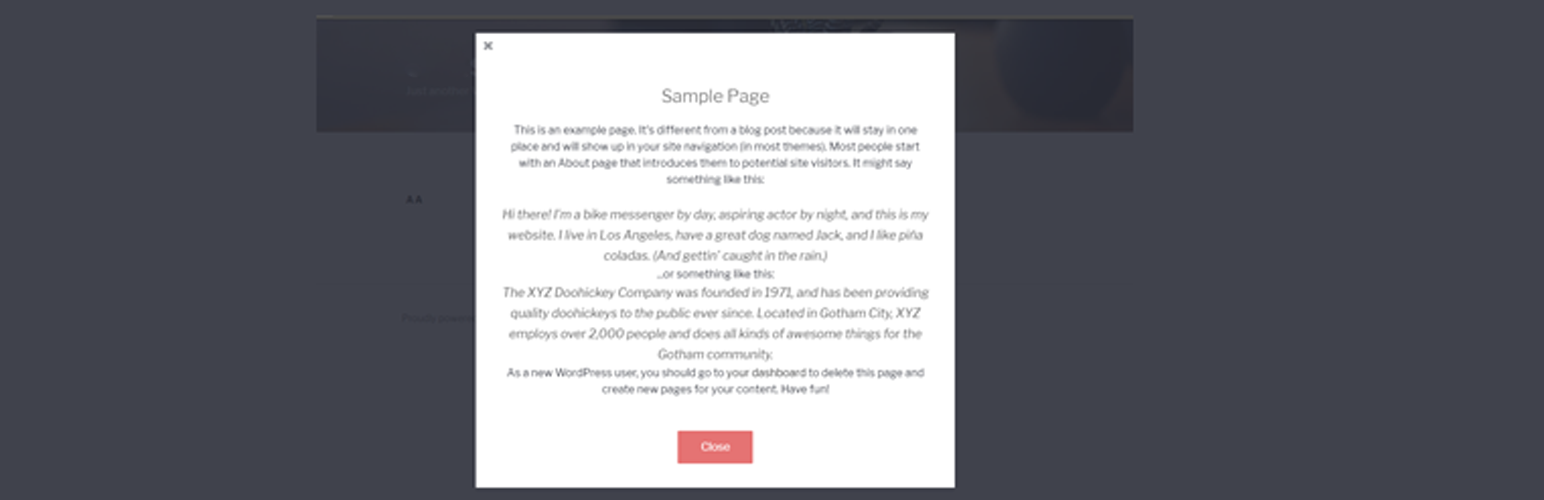 Sample Page
This is an example page. It's different from a blog post because it will stay in one
place and will show up in your site navigation (in most themes). Most people start
with an About page that introduces them to potential site visitors. It might say
something like this:
Hi there! I'm a bike messenger by day, aspiring actor by night, and this is my
website. I live in Los Angeles, have a great dog named Jack, and I like piña
coladas. (And gettin' caught in the rain.)
...or something like this:
The XYZ Doohickey Company was founded in 1971, and has been providing
quality doohickeys to the public ever since. Located in Gotham City, XYZ
employs over 2,000 people and does all kinds of awesome things for the
Gotham community.
As a new WordPress user, you should go to your dashboard to delete this page and
create new pages for your content. Have fun!
Close
Just another
A A
Proudly powered